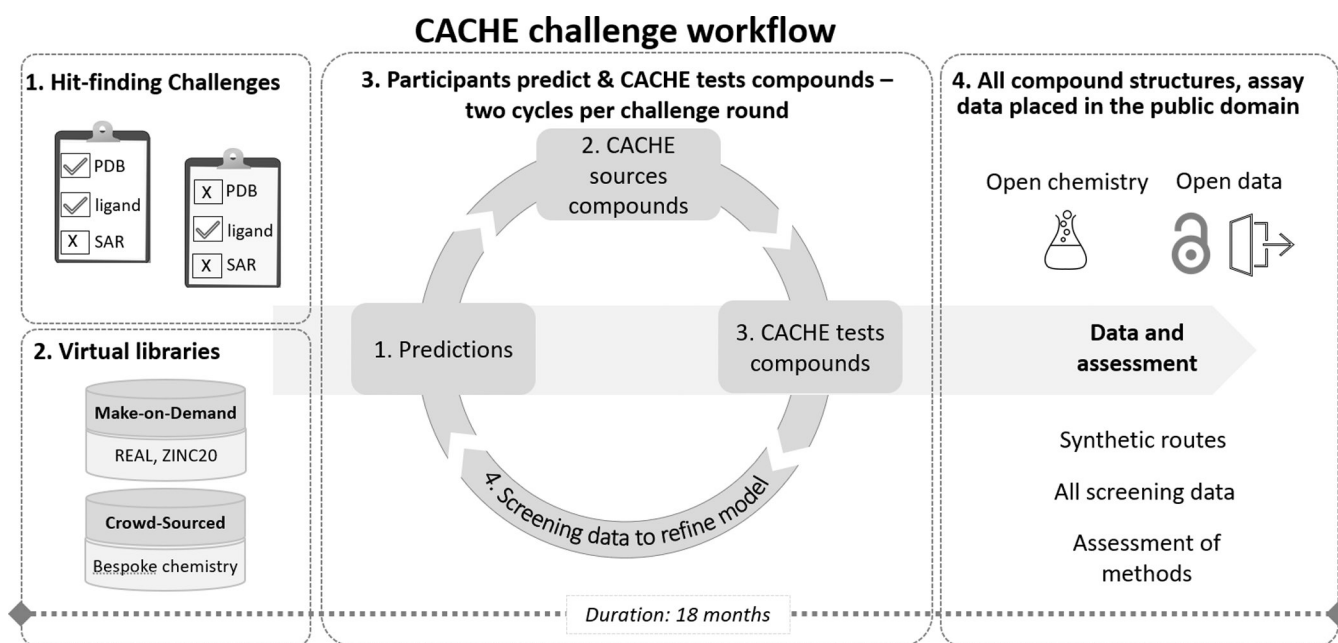 CACHE challenge workflow
1. Hit-finding Challenges
PDB
ligand
X SAR
X PDB
ligand
X SAR
2. Virtual libraries
Make-on-Demand
REAL, ZINC20
Crowd-Sourced
Bespoke chemistry
3. Participants predict & CACHE tests compounds –
two cycles per challenge round
2. CACHE
sources
compounds
1. Predictions
3. CACHE tests
compounds
4. Screening data to refine model
4. All compound structures, assay
data placed in the public domain
Open chemistry
Open data
Data and
assessment
Synthetic routes
All screening data
Assessment of
methods
Duration: 18 months